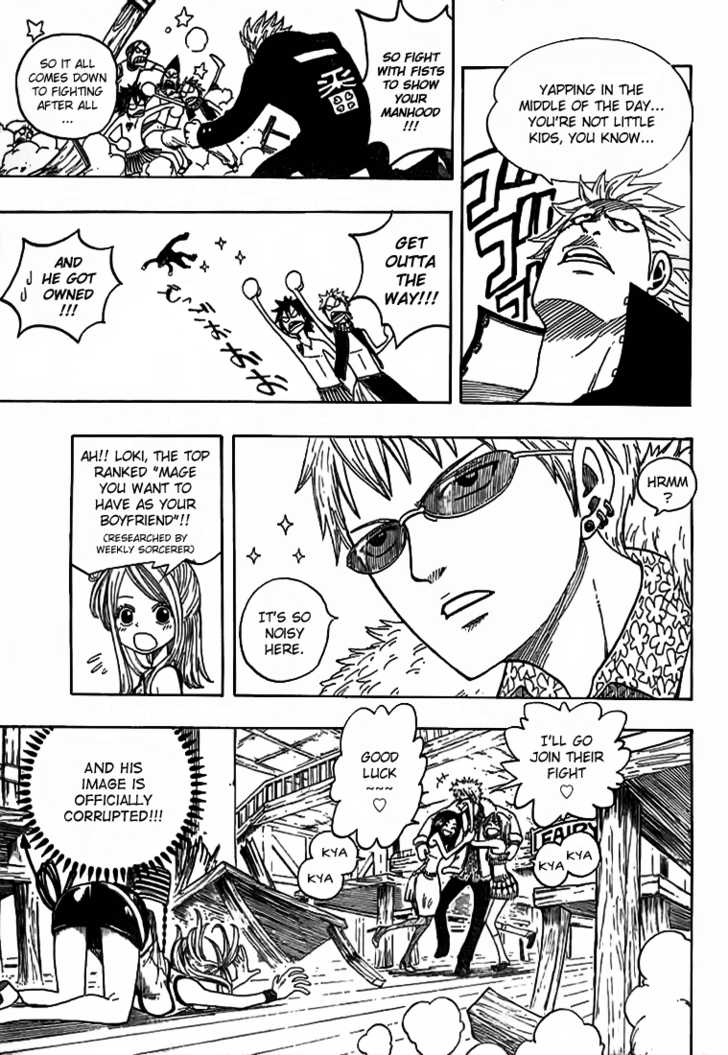 YAPPING IN THE
MIDDLE OF THE DAY...
YOU'RE NOT LITTLE
KIDS, YOU KNOW...
ゴゴゴ
SO FIGHT
WITH FISTS
TO SHOW
YOUR
MANHOOD
!!!
SO IT ALL
COMES DOWN
TO FIGHTING
AFTER ALL
...
GET
OUTTA
THE
WAY!!!
AND
HE GOT
OWNED
!!!
HRMM
?
IT'S SO
NOISY
HERE.
AH!! LOKI, THE TOP
RANKED "MAGE
YOU WANT TO
HAVE AS YOUR
BOYFRIEND"!!
(RESEARCHED BY
WEEKLY SORCERER)
I'LL GO
JOIN THEIR
FIGHT
♡
GOOD
LUCK
~~~
♡
KYA
KYA
KYA
KYA
FAIRY
AND HIS
IMAGE IS
OFFICIALLY
CORRUPTED!!!